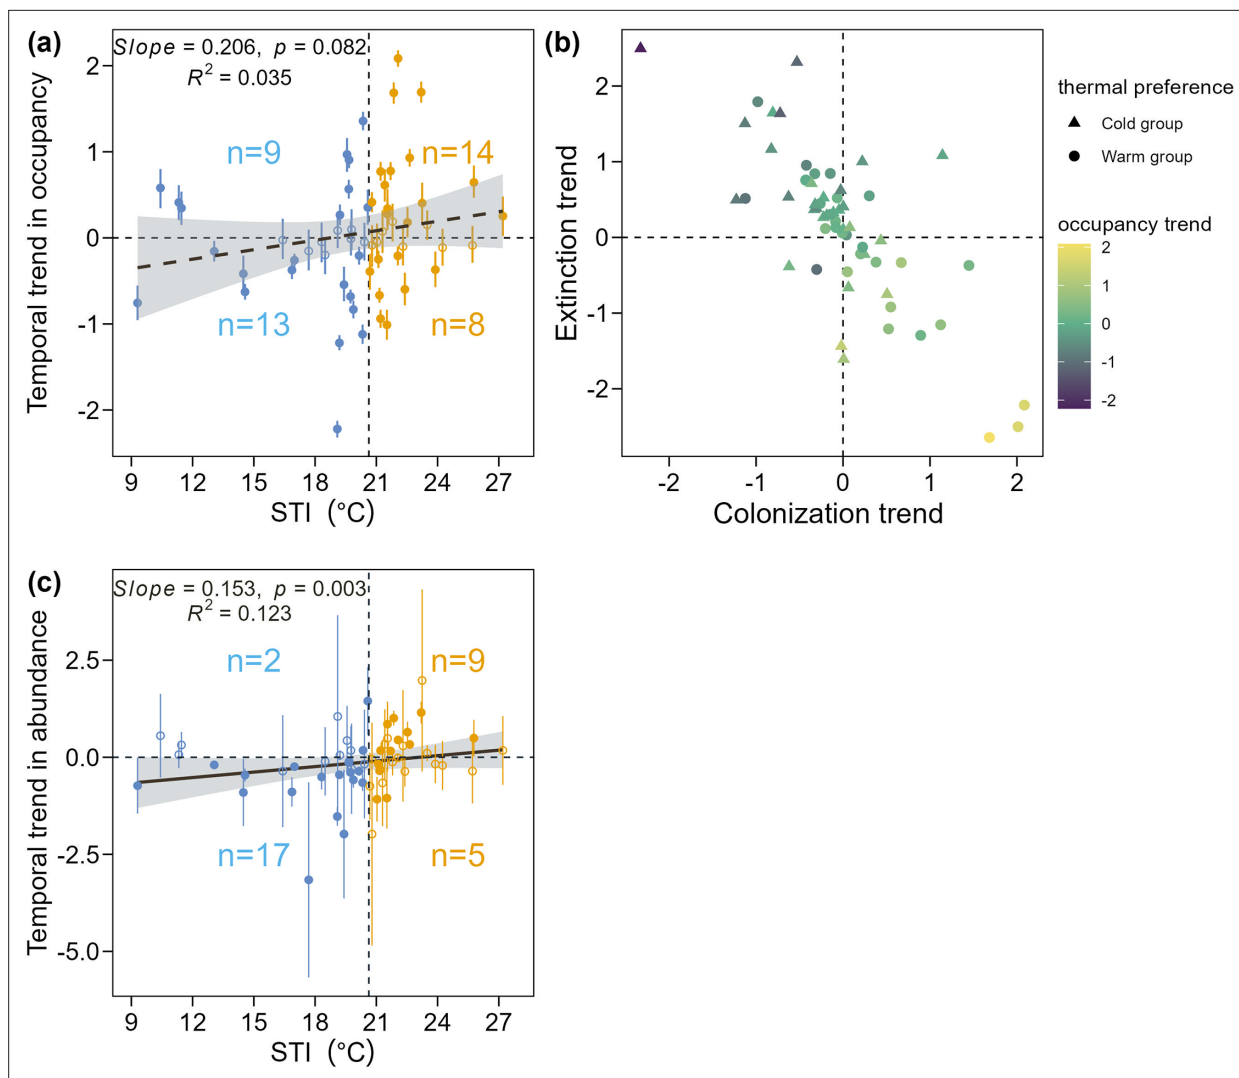 (a)
Slope = 0.206, p = 0.082
R² = 0.035
n=9
n=14
n=13
n=8
2
1
0
-1
-2
Temporal trend in occupancy
9 12 15 18 21 24 27
STI (°C)
(b)
2
1
0
-1
-2
Extinction trend
-2 -1 0 1 2
Colonization trend
thermal preference
Cold group
Warm group
occupancy trend
2
1
0
-1
-2
(c)
Slope = 0.153, p = 0.003
R² = 0.123
n=2
n=9
n=17
n=5
2.5
0.0
-2.5
-5.0
Temporal trend in abundance
9 12 15 18 21 24 27
STI (°C)